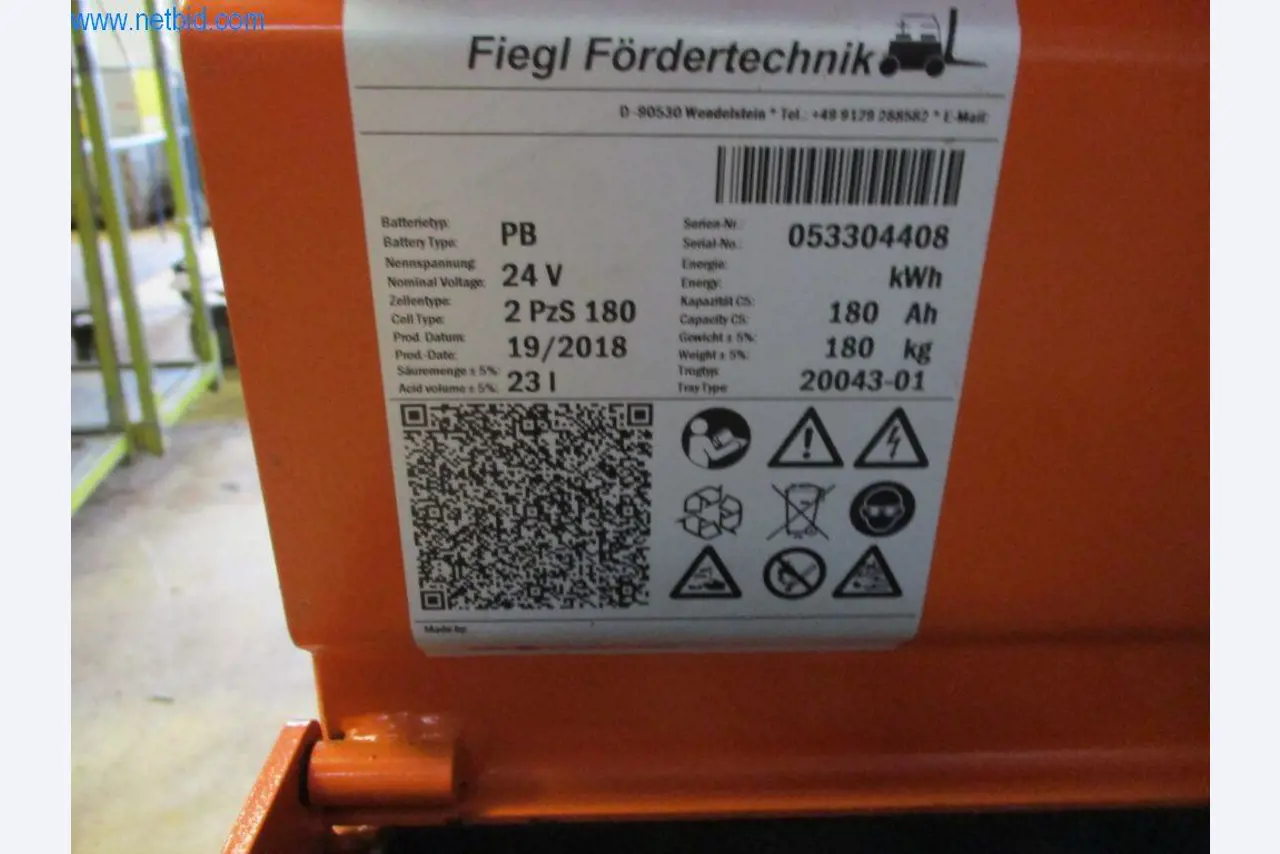 www.netbid.com
Fiegl Fördertechnik
D-90530 Wendelstein * Tel.: +49 9129 288582 * E-Mail:
Batterietyp:
Battery Type:
PB
Serien-Nr.:
Serial-No.:
053304408
Nennspannung
Nominal Voltage:
24 V
Energie:
Energy:
kWh
Zellentype:
Cell Type:
2 PzS 180
Kapazität C5:
Capacity C5:
180 Ah
Prod. Datum:
Prod.-Date:
19/2018
Gewicht ± 5%:
Weight ± 5%:
180 kg
Säuremenge ± 5%:
Acid volume ± 5%:
23 l
Trogtyp:
Tray Type
20043-01
Made by: